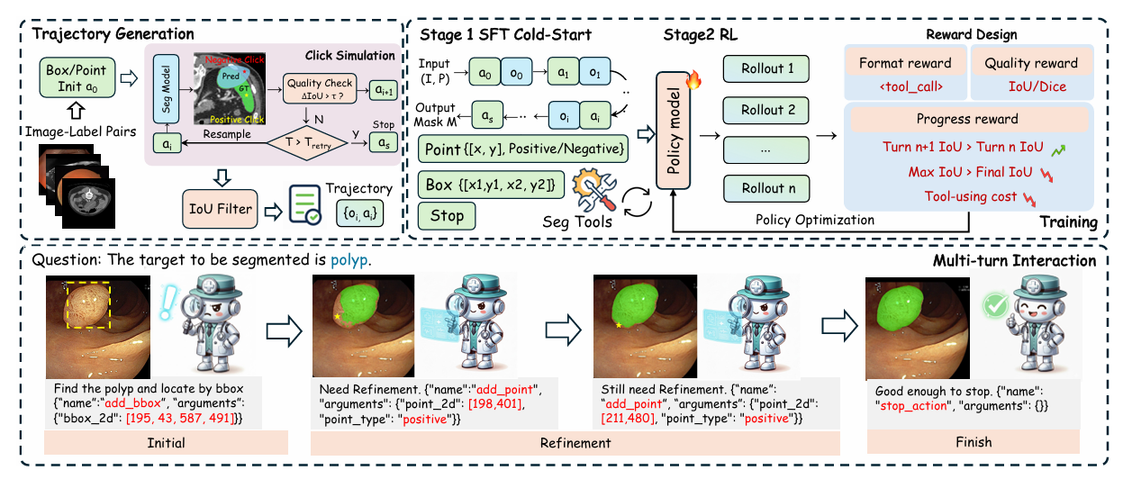 Trajectory Generation
Box/Point
Init a0
Image-Label Pairs
Seg Model
Negative Click
Pred
GT
Positive Click
Click Simulation
Quality Check
ΔIoU > τ ?
ai+1
N
T > Tretry
y
Stop
as
Resample
ai
IoU Filter
Trajectory
{oi, ai}
Stage 1 SFT Cold-Start
Input
(I, P)
a0
o0
a1
o1
..
Output
Mask M
as
...
oi
ai
Point {[x, y], Positive/Negative}
Box {[x1,y1, x2, y2]}
Stop
Seg Tools
Stage2 RL
Policy model
Rollout 1
Rollout 2
...
Rollout n
Policy Optimization
Reward Design
Format reward
<tool_call>
Quality reward
IoU/Dice
Progress reward
Turn n+1 IoU > Turn n IoU
Max IoU > Final IoU
Tool-using cost
Training
Question: The target to be segmented is polyp.
Multi-turn Interaction
Find the polyp and locate by bbox
{"name":"add_bbox", "arguments":
{"bbox_2d": [195, 43, 587, 491]}}
Initial
Need Refinement. {"name":"add_point",
"arguments": {"point_2d": [198,401],
"point_type": "positive"}}
Still need Refinement. {"name":
"add_point", "arguments": {"point_2d":
[211,480], "point_type": "positive"}}
Refinement
Good enough to stop. {"name":
"stop_action", "arguments": {}}
Finish